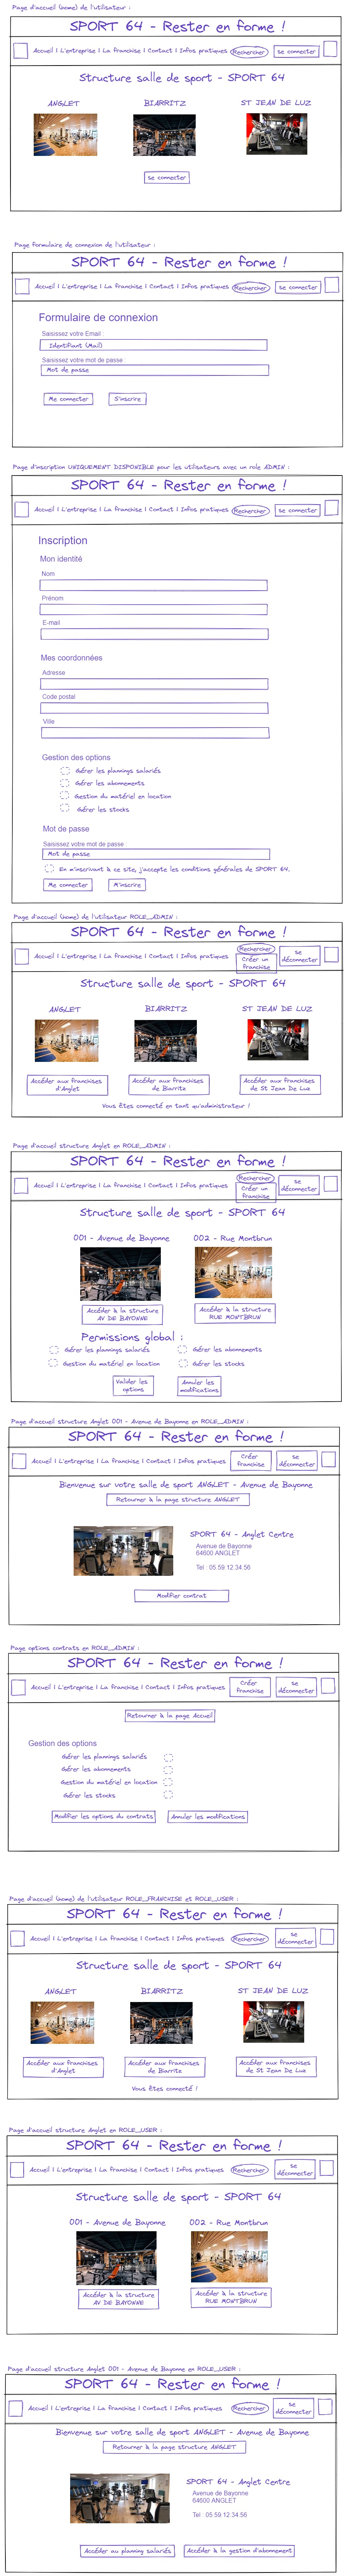 Page d'accueil (home) de l'utilisateur :
SPORT 64 - Rester en forme !
Accueil | L'entreprise | La franchise | Contact | Infos pratiques Rechercher se connecter
Structure salle de sport - SPORT 64
ANGLET BIARRITZ ST JEAN DE LUZ
se connecter
Page formulaire de connexion de l'utilisateur :
SPORT 64 - Rester en forme !
Accueil | L'entreprise | La franchise | Contact | Infos pratiques Rechercher se connecter
Formulaire de connexion
Saisissez votre Email :
Identifiant (Mail)
Saisissez votre mot de passe :
Mot de passe
Me connecter S'inscrire
Page d'inscription UNIQUEMENT DISPONIBLE pour les utilisateurs avec un role ADMIN :
SPORT 64 - Rester en forme !
Accueil | L'entreprise | La franchise | Contact | Infos pratiques Rechercher se connecter
Inscription
Mon identité
Nom
Prénom
E-mail
Mes coordonnées
Adresse
Code postal
Ville
Gestion des options
Gérer les plannings salariés
Gérer les abonnements
Gestion du matériel en location
Gérer les stocks
Mot de passe
Saisissez votre mot de passe :
Mot de passe
En m'inscrivant à ce site, j'accepte les conditions générales de SPORT 64.
Me connecter M'inscrire
Page d'accueil (home) de l'utilisateur ROLE_ADMIN :
SPORT 64 - Rester en forme !
Accueil | L'entreprise | La franchise | Contact | Infos pratiques Rechercher
Créer un
franchise
se
déconnecter
Structure salle de sport - SPORT 64
ANGLET BIARRITZ ST JEAN DE LUZ
Accéder aux franchises
d'Anglet
Accéder aux franchises
de Biarritz
Accéder aux franchises
de St Jean De Luz
Vous êtes connecté en tant qu'administrateur !
Page d'accueil structure Anglet en ROLE_ADMIN :
SPORT 64 - Rester en forme !
Accueil | L'entreprise | La franchise | Contact | Infos pratiques Rechercher
Créer un
franchise
se
déconnecter
Structure salle de sport - SPORT 64
001 - Avenue de Bayonne 002 - Rue Montbrun
Accéder à la structure
AV DE BAYONNE
Accéder à la structure
RUE MONTBRUN
Permissions global :
Gérer les plannings salariés Gérer les abonnements
Gestion du matériel en location Gérer les stocks
Valider les
options
Annuler les
modifications
Page d'accueil structure Anglet 001 - Avenue de Bayonne en ROLE_ADMIN :
SPORT 64 - Rester en forme !
Accueil | L'entreprise | La franchise | Contact | Infos pratiques
Créer
franchise
se
déconnecter
Bienvenue sur votre salle de sport ANGLET - Avenue de Bayonne
Retourner à la page structure ANGLET
SPORT 64 - Anglet Centre
Avenue de Bayonne
64600 ANGLET
Tel : 05.59.12.34.56
Modifier contrat
Page options contrats en ROLE_ADMIN :
SPORT 64 - Rester en forme !
Accueil | L'entreprise | La franchise | Contact | Infos pratiques
Créer
franchise
se
déconnecter
Retourner à la page Accueil
Gestion des options
Gérer les plannings salariés
Gérer les abonnements
Gestion du matériel en location
Gérer les stocks
Modifier les options du contrats Annuler les modifications
Page d'accueil (home) de l'utilisateur ROLE_FRANCHISE et ROLE_USER :
SPORT 64 - Rester en forme !
Accueil | L'entreprise | La franchise | Contact | Infos pratiques Rechercher
se
déconnecter
Structure salle de sport - SPORT 64
ANGLET BIARRITZ ST JEAN DE LUZ
Accéder aux franchises
d'Anglet
Accéder aux franchises
de Biarritz
Accéder aux franchises
de St Jean De Luz
Vous êtes connecté !
Page d'accueil structure Anglet en ROLE_USER :
SPORT 64 - Rester en forme !
Accueil | L'entreprise | La franchise | Contact | Infos pratiques Rechercher
se
déconnecter
Structure salle de sport - SPORT 64
001 - Avenue de Bayonne 002 - Rue Montbrun
Accéder à la structure
AV DE BAYONNE
Accéder à la structure
RUE MONTBRUN
Page d'accueil structure Anglet 001 - Avenue de Bayonne en ROLE_USER :
SPORT 64 - Rester en forme !
Accueil | L'entreprise | La franchise | Contact | Infos pratiques Rechercher
se
déconnecter
Bienvenue sur votre salle de sport ANGLET - Avenue de Bayonne
Retourner à la page structure ANGLET
SPORT 64 - Anglet Centre
Avenue de Bayonne
64600 ANGLET
Tel : 05.59.12.34.56
Accéder au planning salariés Accéder à la gestion d'abonnement